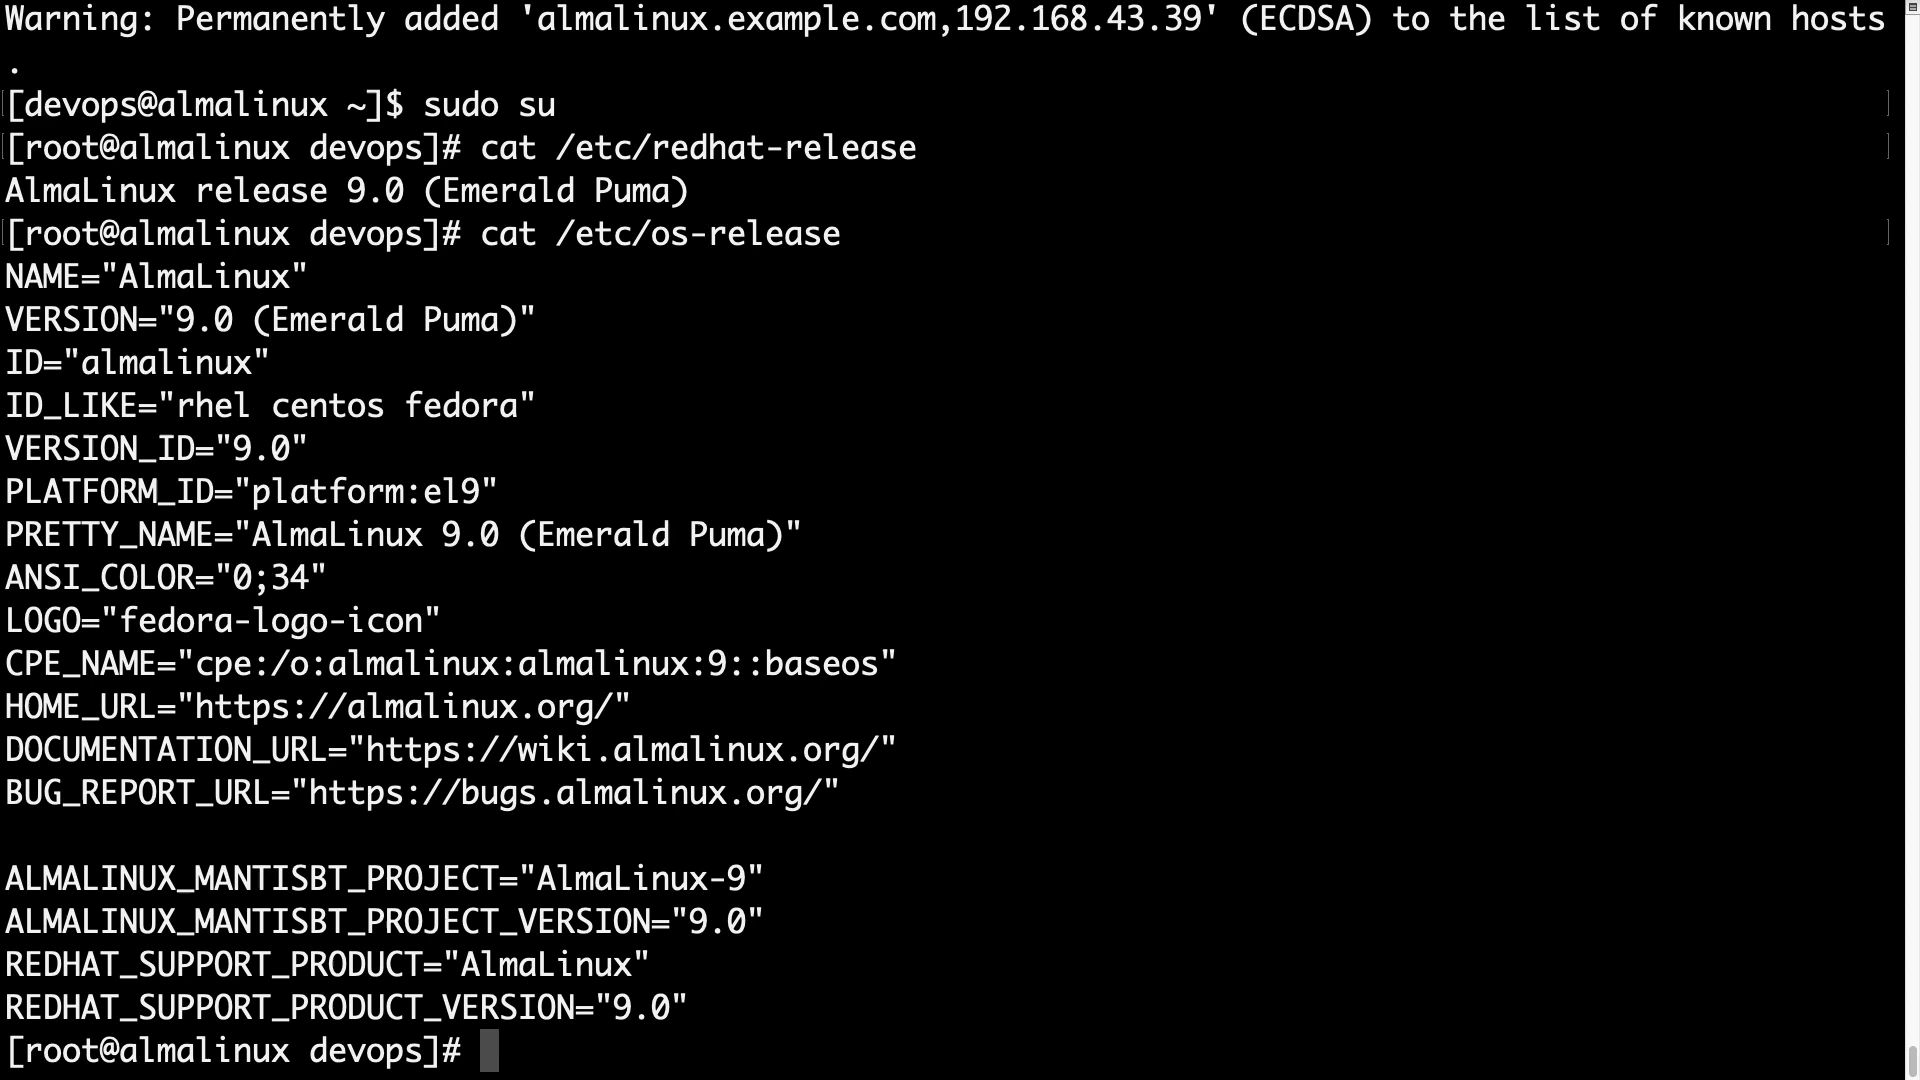 Warning: Permanently added 'almalinux.example.com,192.168.43.39' (ECDSA) to the list of known hosts
.
[devops@almalinux ~]$ sudo su
[root@almalinux devops]# cat /etc/redhat-release
AlmaLinux release 9.0 (Emerald Puma)
[root@almalinux devops]# cat /etc/os-release
NAME="AlmaLinux"
VERSION="9.0 (Emerald Puma)"
ID="almalinux"
ID_LIKE="rhel centos fedora"
VERSION_ID="9.0"
PLATFORM_ID="platform:el9"
PRETTY_NAME="AlmaLinux 9.0 (Emerald Puma)"
ANSI_COLOR="0;34"
LOGO="fedora-logo-icon"
CPE_NAME="cpe:/o:almalinux:almalinux:9::baseos"
HOME_URL="https://almalinux.org/"
DOCUMENTATION_URL="https://wiki.almalinux.org/"
BUG_REPORT_URL="https://bugs.almalinux.org/"

ALMALINUX_MANTISBT_PROJECT="AlmaLinux-9"
ALMALINUX_MANTISBT_PROJECT_VERSION="9.0"
REDHAT_SUPPORT_PRODUCT="AlmaLinux"
REDHAT_SUPPORT_PRODUCT_VERSION="9.0"
[root@almalinux devops]#